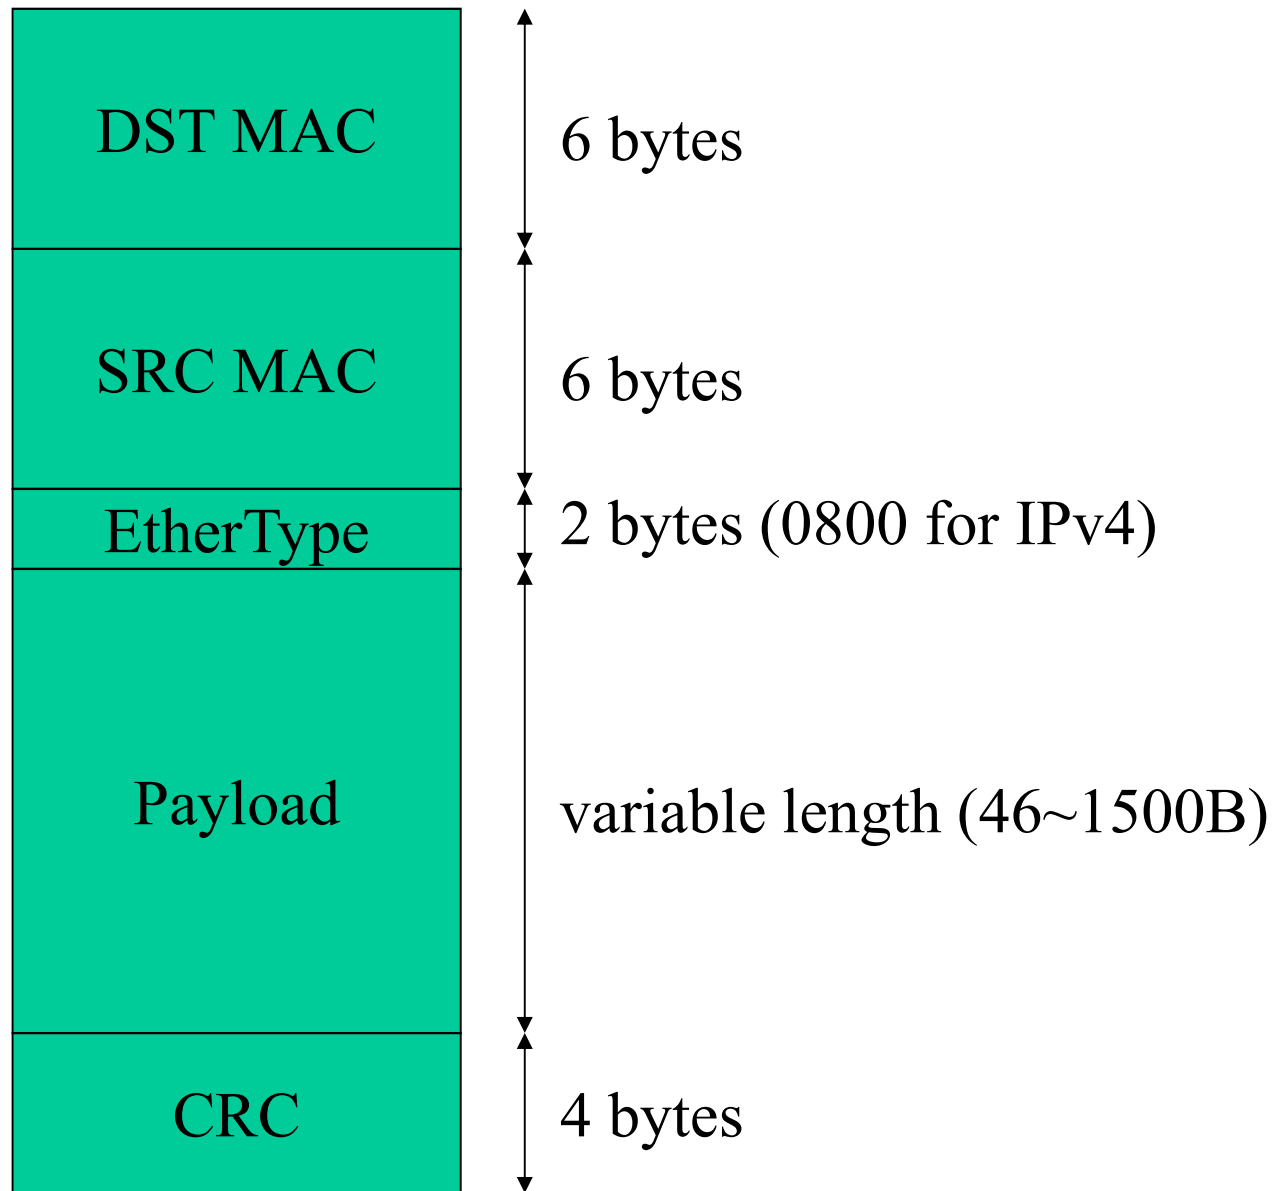 DST MAC
6 bytes
SRC MAC
6 bytes
EtherType
2 bytes (0800 for IPv4)
Payload
variable length (46~1500B)
CRC
4 bytes